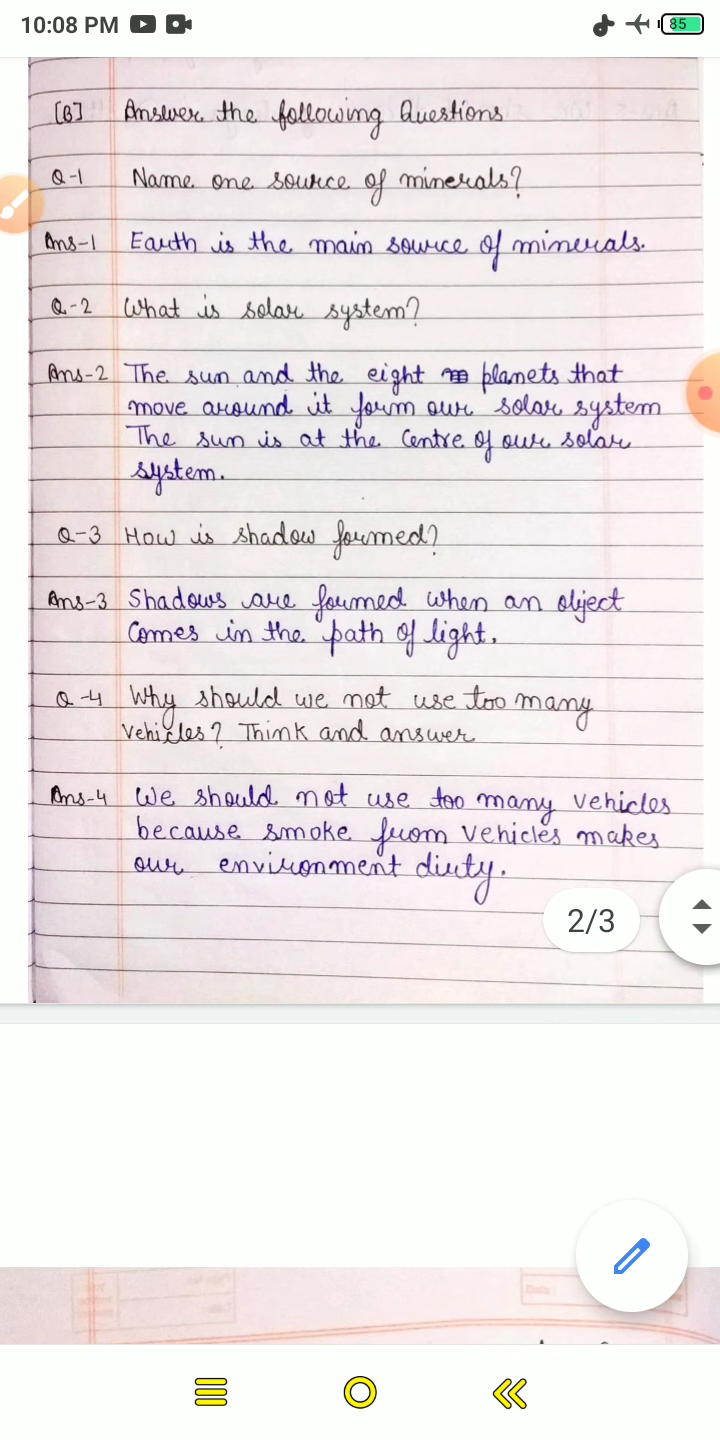 10:08 PM
85
[B] Answer the following Questions
Q-1 Name one source of minerals?
Ans-1 Earth is the main source of minerals.
Q-2 What is solar system?
Ans-2 The sun and the eight planets that
move around it form our solar system
The sun is at the centre of our solar
system.
Q-3 How is shadow formed?
Ans-3 Shadows are formed when an object
comes in the path of light.
Q-4 Why should we not use too many
vehicles? Think and answer
Ans-4 We should not use too many vehicles
because smoke from vehicles makes
our environment dirty.
2/3
Date